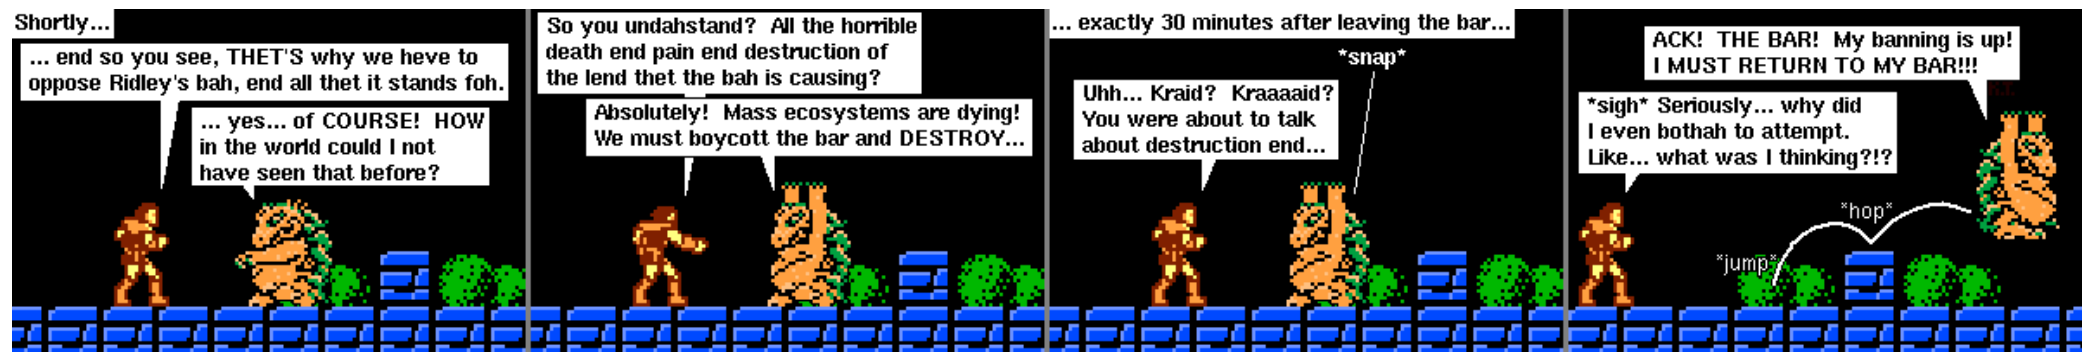 Shortly...
... end so you see, THET'S why we heve to
oppose Ridley's bah, end all thet it stands foh.
... yes... of COURSE!  HOW
in the world could I not
have seen that before?
So you undahstand?  All the horrible
death end pain end destruction of
the lend thet the bah is causing?
Absolutely!  Mass ecosystems are dying!
We must boycott the bar and DESTROY...
... exactly 30 minutes after leaving the bar...
*snap*
Uhh... Kraid?  Kraaaaid?
You were about to talk
about destruction end...
ACK!  THE BAR!  My banning is up!
I MUST RETURN TO MY BAR!!!
*sigh* Seriously... why did
I even bothah to attempt.
Like... what was I thinking?!?
*hop*
*jump*